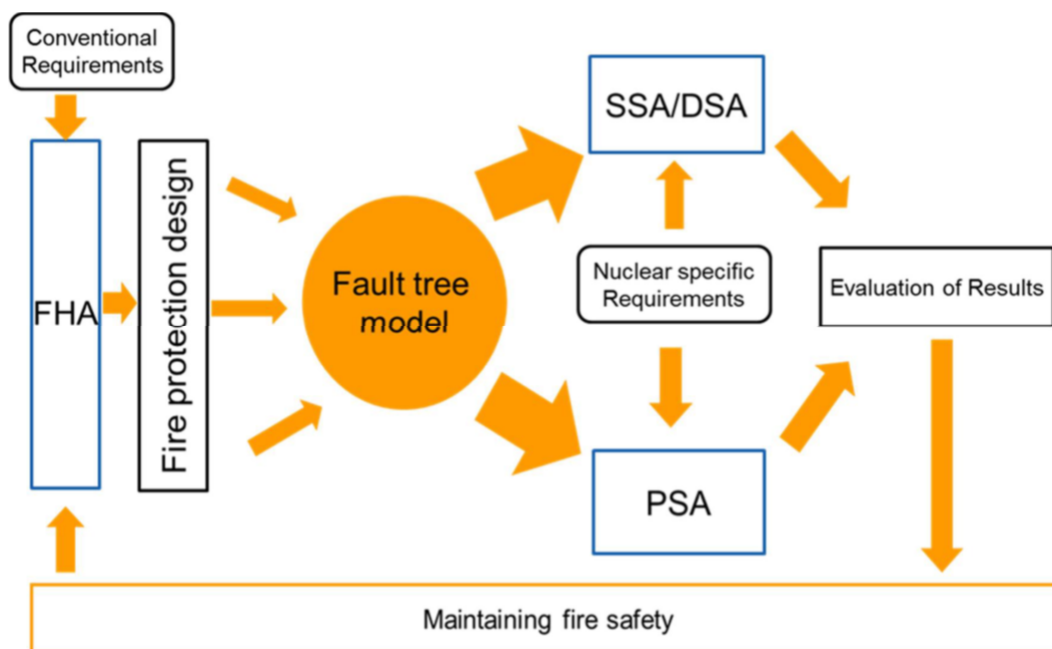 Conventional
Requirements
FHA
Fire protection design
Fault tree
model
SSA/DSA
Nuclear specific
Requirements
PSA
Evaluation of Results
Maintaining fire safety